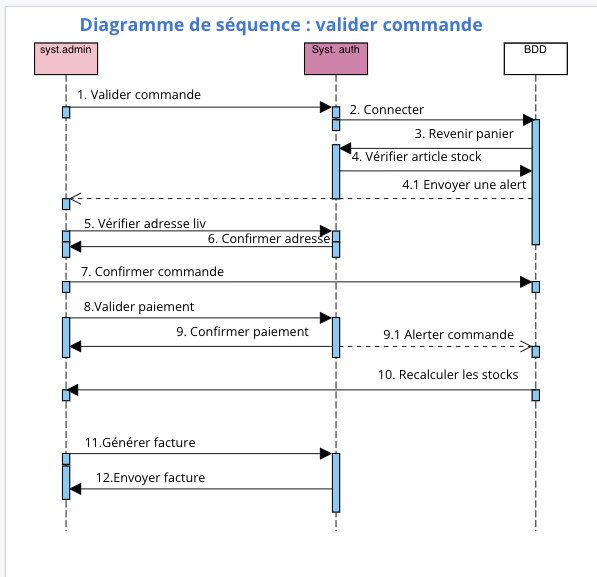 Diagramme de séquence : valider commande
syst.admin
Syst. auth
BDD
1. Valider commande
2. Connecter
3. Revenir panier
4. Vérifier article stock
4.1 Envoyer une alert
5. Vérifier adresse liv
6. Confirmer adresse
7. Confirmer commande
8.Valider paiement
9. Confirmer paiement
9.1 Alerter commande
10. Recalculer les stocks
11.Générer facture
12.Envoyer facture